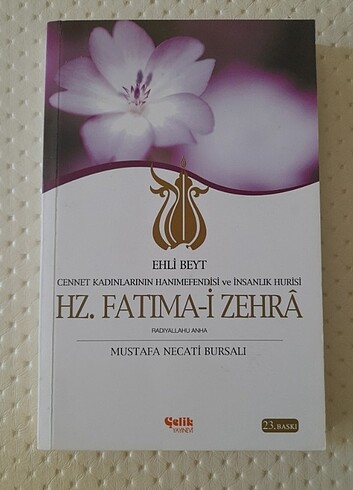 EHLİ BEYT
CENNET KADINLARININ HANIMEFENDİSİ ve İNSANLIK HURİSİ
HZ. FATIMA-İ ZEHRÂ
RADIYALLAHU ANHA
MUSTAFA NECATİ BURSALI
Çelik
YAYINEVİ
23. BASKI